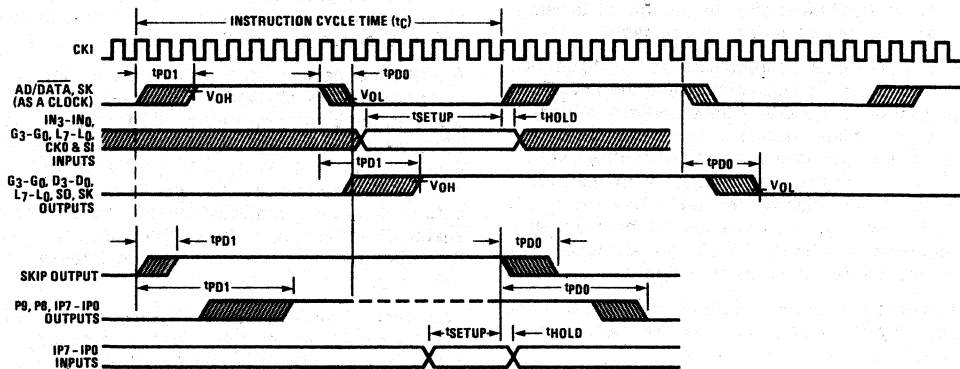 INSTRUCTION CYCLE TIME (tC)
CKI
tPD1
tPD0
AD/DATA, SK
(AS A CLOCK)
VOH
VOL
IN3-IN0,
G3-G0, L7-L0,
CKO & SI
INPUTS
tSETUP
tHOLD
tPD1
tPD0
G3-G0, D3-D0,
L7-L0, SO, SK
OUTPUTS
VOH
VOL
tPD1
tPD0
SKIP OUTPUT
tPD1
tPD0
P9, P8, IP7-IP0
OUTPUTS
tSETUP
tHOLD
IP7-IP0
INPUTS